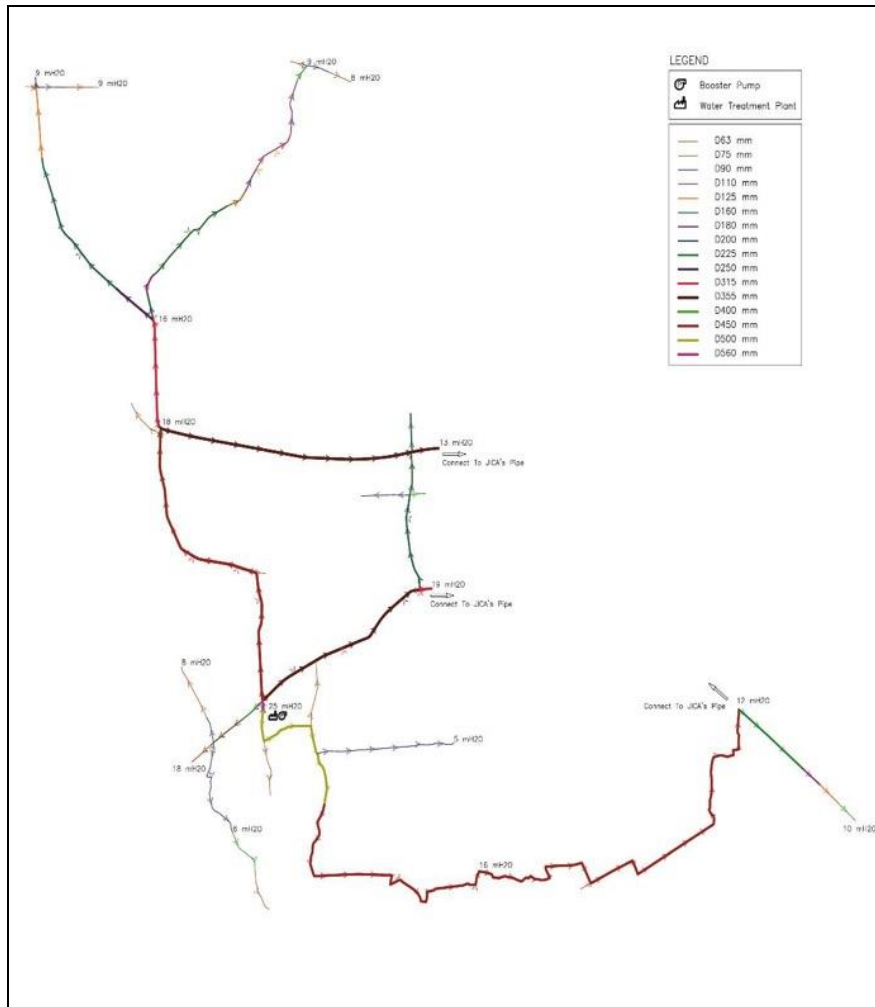 9 mH20
8 mH20
9 mH20
9 mH20
LEGEND
Booster Pump
Water Treatment Plant
D63 mm
D75 mm
D90 mm
D110 mm
D125 mm
D160 mm
D180 mm
D200 mm
D225 mm
D250 mm
D315 mm
D355 mm
D400 mm
D450 mm
D500 mm
D560 mm
16 mH20
18 mH20
13 mH20
Connect To JICA's Pipe
19 mH20
Connect To JICA's Pipe
8 mH20
25 mH20
12 mH20
Connect To JICA's Pipe
5 mH20
18 mH20
6 mH20
10 mH20
16 mH20